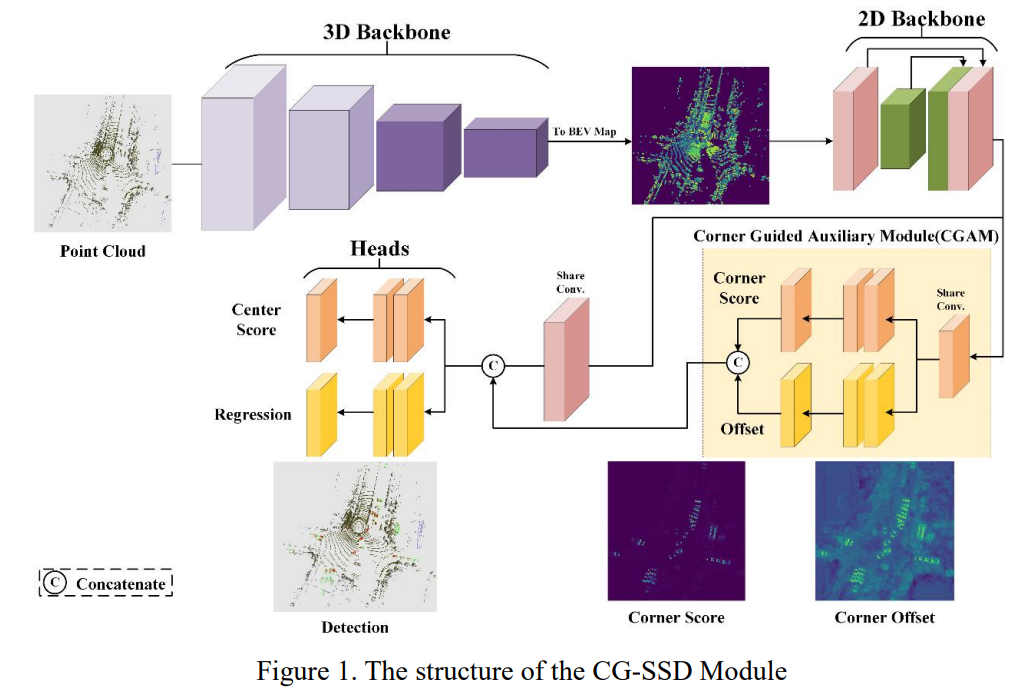 3D Backbone
2D Backbone
To BEV Map
Point Cloud
Corner Guided Auxiliary Module(CGAM)
Heads
Share
Conv.
Corner
Score
Share
Conv.
Center
Score
C
C
Regression
Offset
C Concatenate
Detection
Corner Score
Corner Offset
Figure 1. The structure of the CG-SSD Module